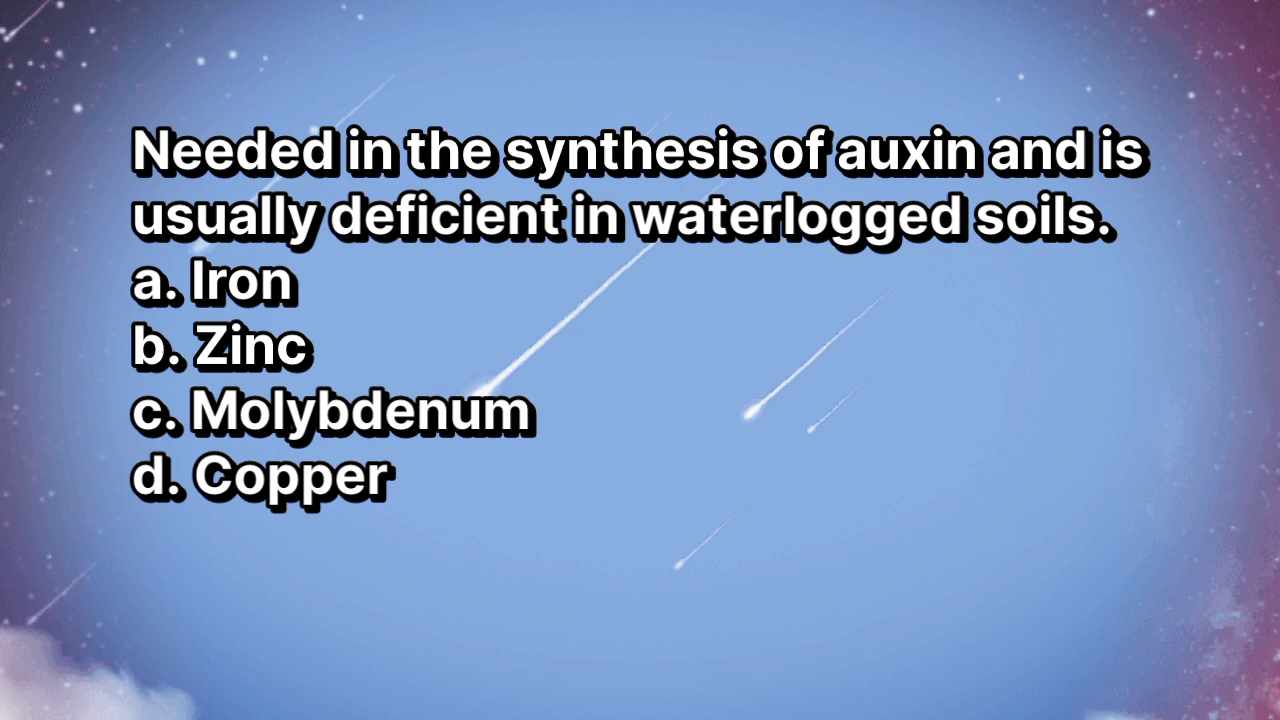 Needed in the synthesis of auxin and is
usually deficient in waterlogged soils.
a. Iron
b. Zinc
c. Molybdenum
d. Copper